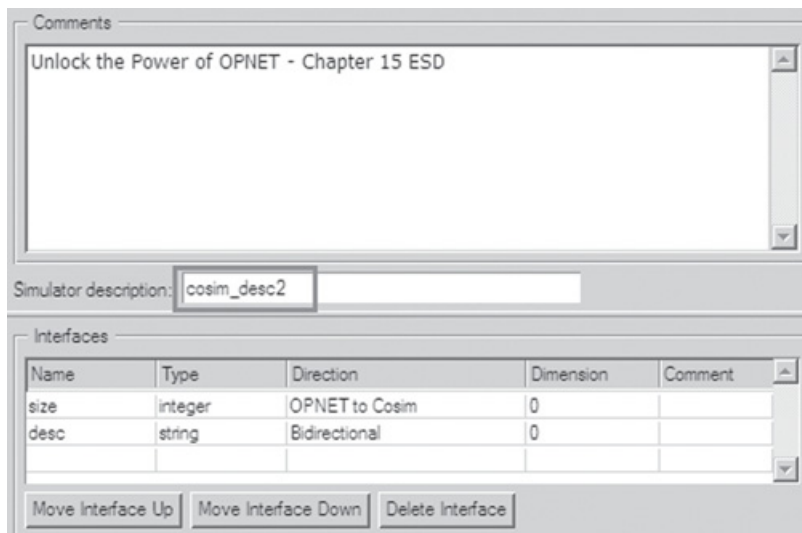 Comments
Unlock the Power of OPNET - Chapter 15 ESD
Simulator description: cosim_desc2
Interfaces
Name Type Direction Dimension Comment
size integer OPNET to Cosim 0
desc string Bidirectional 0
Move Interface Up Move Interface Down Delete Interface